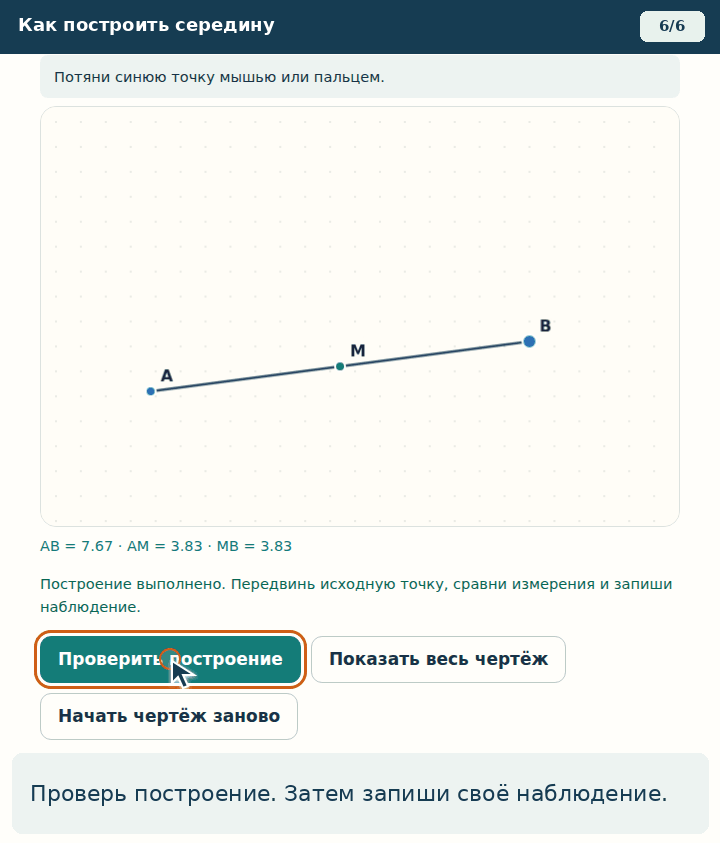 Как построить середину
6/6
Потяни синюю точку мышью или пальцем.
B
M
A
AB = 7.67 · AM = 3.83 · MB = 3.83
Построение выполнено. Передвинь исходную точку, сравни измерения и запиши
наблюдение.
Проверить построение
Показать весь чертёж
Начать чертёж заново
Проверь построение. Затем запиши своё наблюдение.